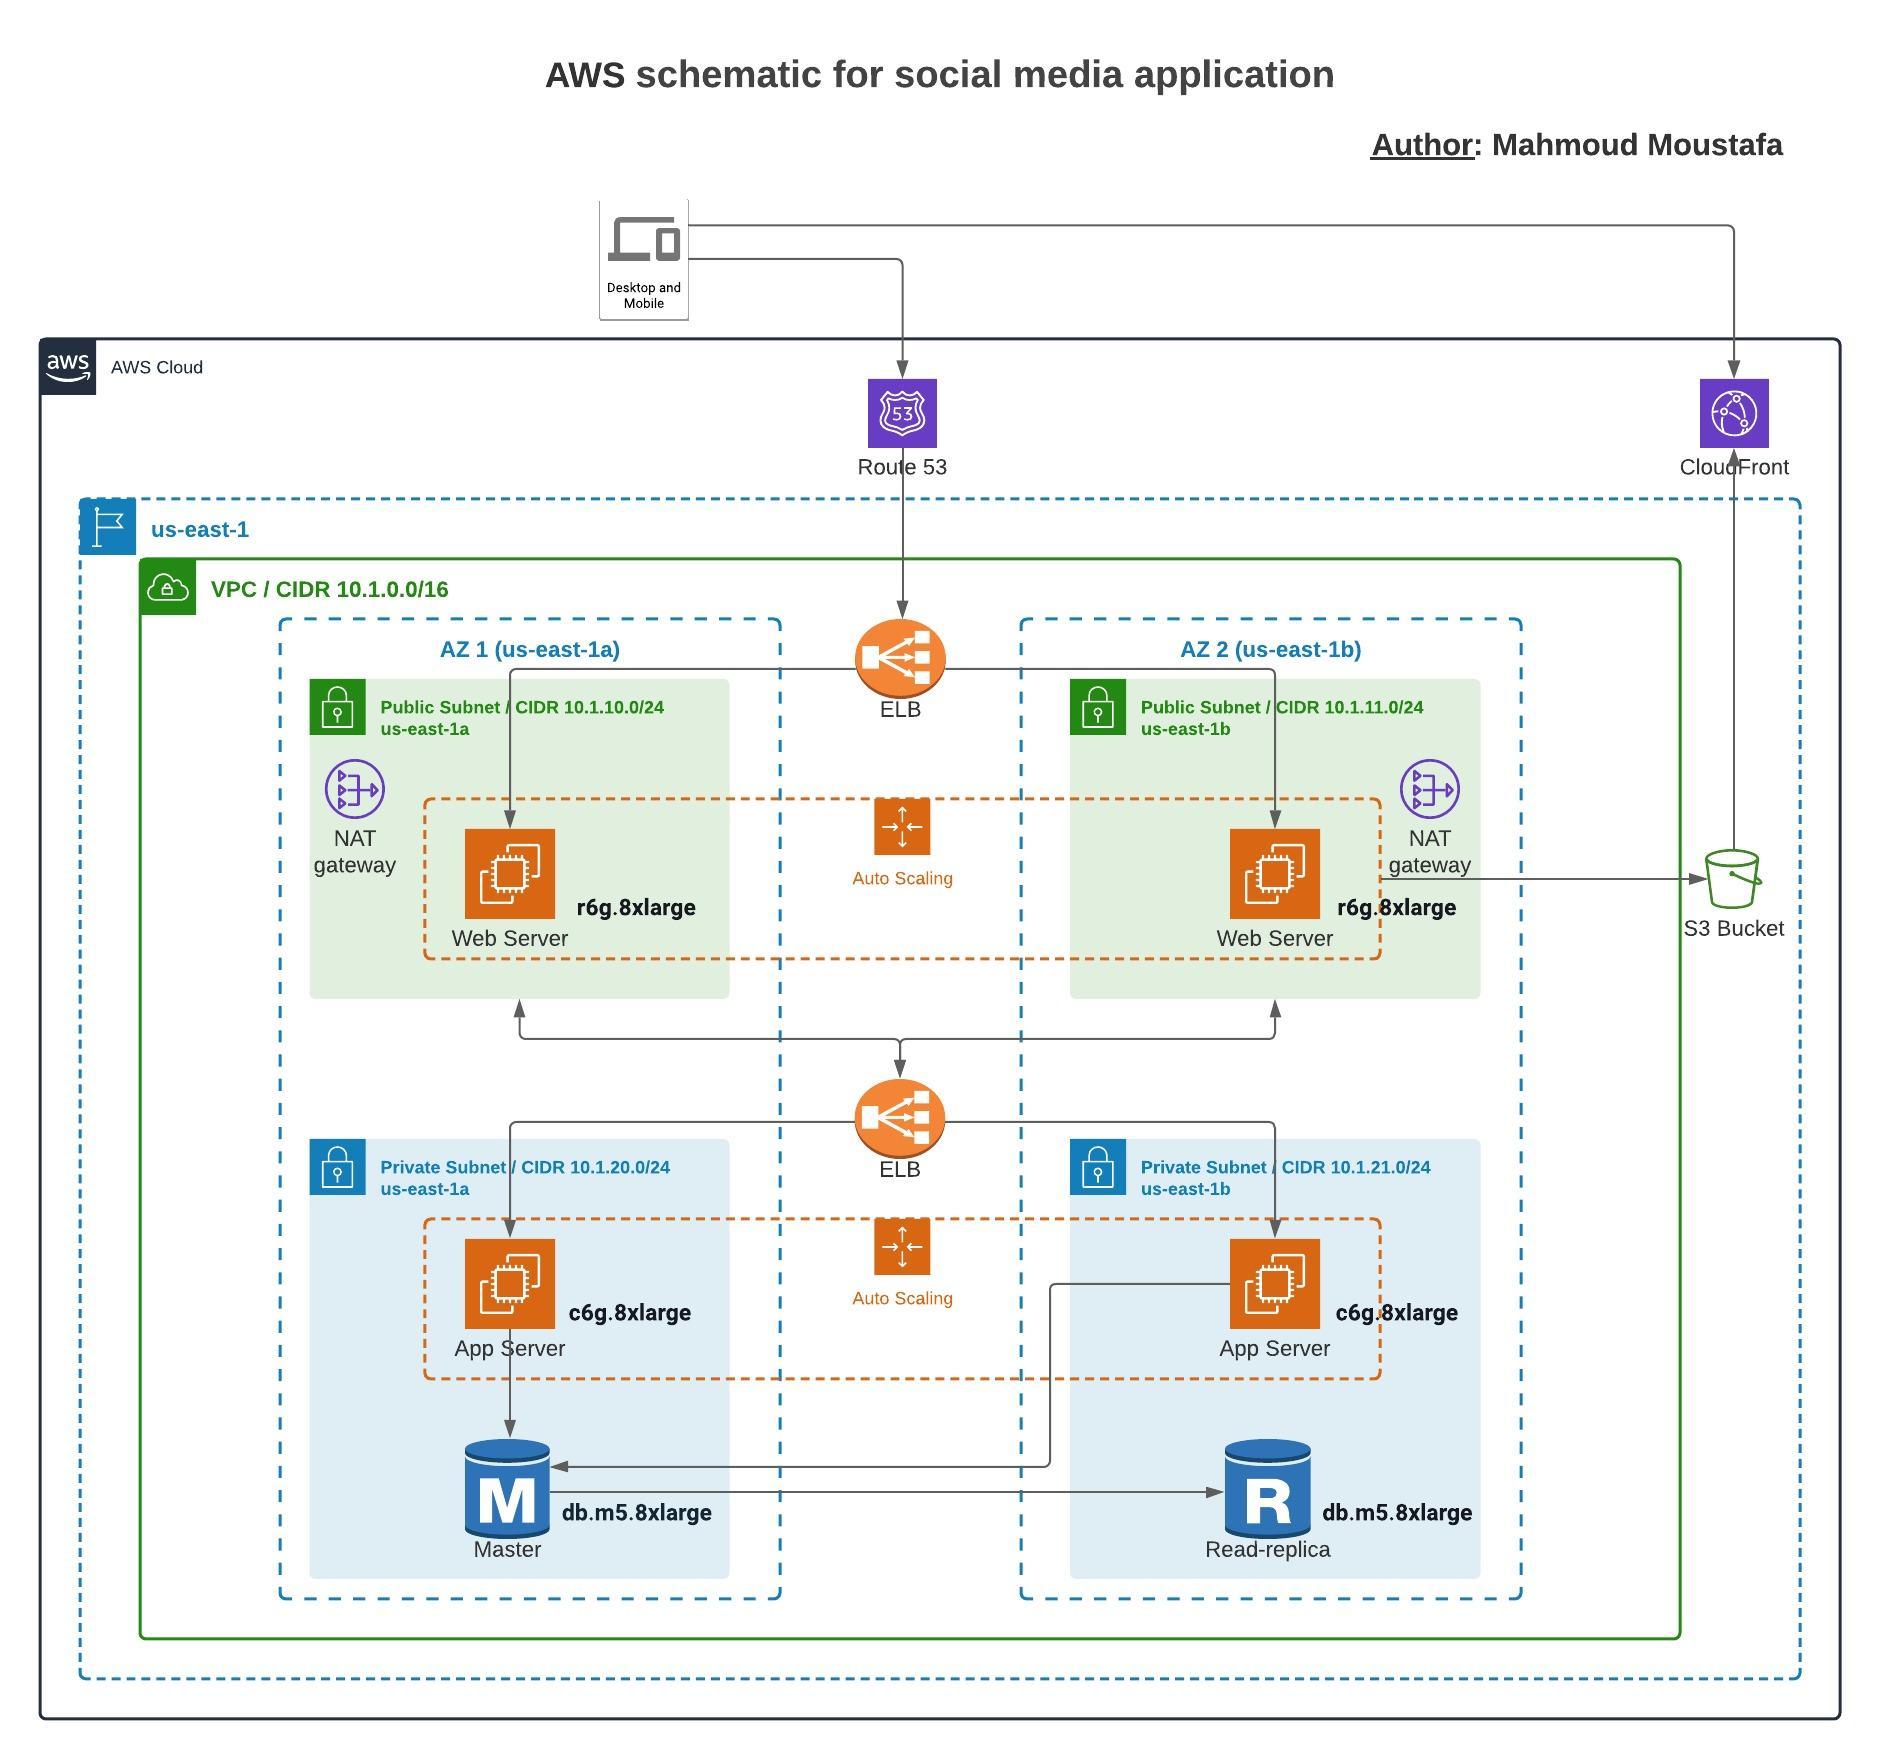 AWS schematic for social media application
Author: Mahmoud Moustafa
Desktop and
Mobile
aws
AWS Cloud
53
Route 53
CloudFront
us-east-1
VPC / CIDR 10.1.0.0/16
AZ 1 (us-east-1a)
AZ 2 (us-east-1b)
ELB
Public Subnet / CIDR 10.1.10.0/24
us-east-1a
Public Subnet / CIDR 10.1.11.0/24
us-east-1b
NAT
gateway
Auto Scaling
NAT
gateway
r6g.8xlarge
Web Server
r6g.8xlarge
Web Server
S3 Bucket
ELB
Private Subnet / CIDR 10.1.20.0/24
us-east-1a
Private Subnet / CIDR 10.1.21.0/24
us-east-1b
Auto Scaling
c6g.8xlarge
App Server
c6g.8xlarge
App Server
M
db.m5.8xlarge
Master
R
db.m5.8xlarge
Read-replica